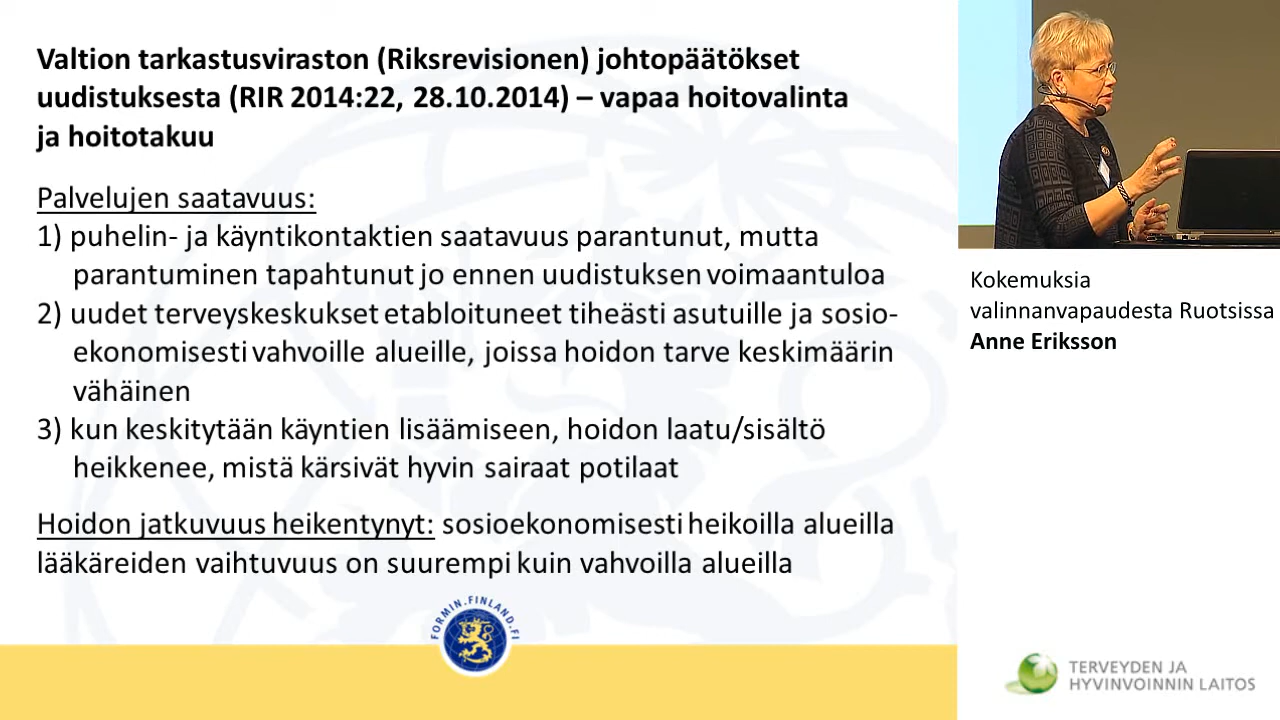 Valtion tarkastusviraston (Riksrevisionen) johtopäätökset
uudistuksesta (RIR 2014:22, 28.10.2014) – vapaa hoitovalinta
ja hoitotakuu
Palvelujen saatavuus:
1) puhelin- ja käyntikontaktien saatavuus parantunut, mutta
parantuminen tapahtunut jo ennen uudistuksen voimaantuloa
2) uudet terveyskeskukset etabloituneet tiheästi asutuille ja sosio-
ekonomisesti vahvoille alueille, joissa hoidon tarve keskimäärin
vähäinen
3) kun keskitytään käyntien lisäämiseen, hoidon laatu/sisältö
heikkenee, mistä kärsivät hyvin sairaat potilaat
Hoidon jatkuvuus heikentynyt: sosioekonomisesti heikoilla alueilla
lääkäreiden vaihtuvuus on suurempi kuin vahvoilla alueilla
FORMIN.FINLAND.FI
Kokemuksia
valinnanvapaudesta Ruotsissa
Anne Eriksson
TERVEYDEN JA
HYVINVOINNIN LAITOS